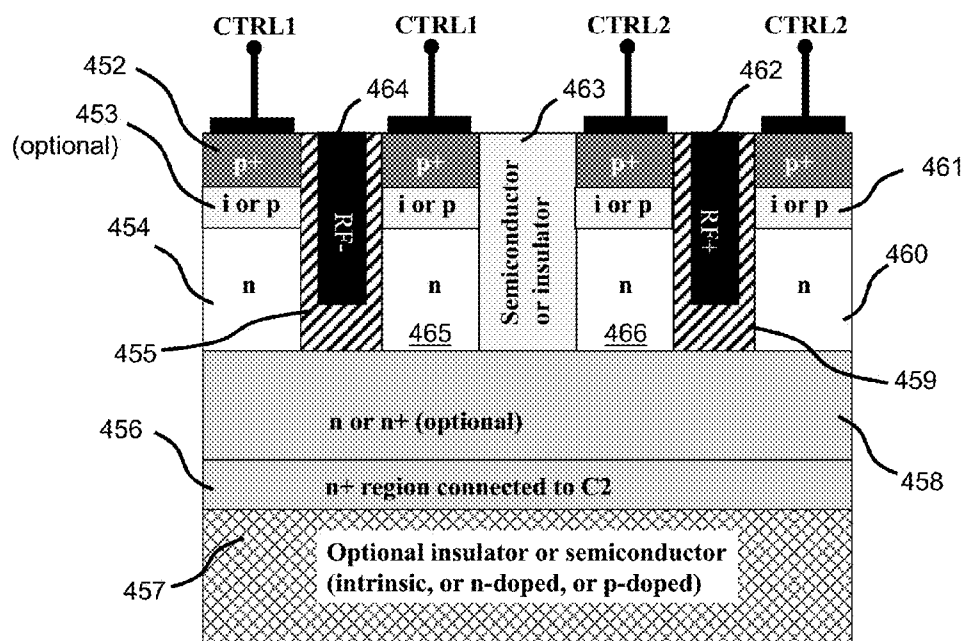 CTRL1 CTRL1 CTRL2 CTRL2
452 464 463 462
453
(optional)
p+ p+ p+ p+
461
i or p i or p i or p i or p
RF-
Semiconductor
or insulator
RF+
454
460
n n n n
455 465 466 459
456
n or n+ (optional)
458
n+ region connected to C2
457
Optional insulator or semiconductor
(intrinsic, or n-doped, or p-doped)